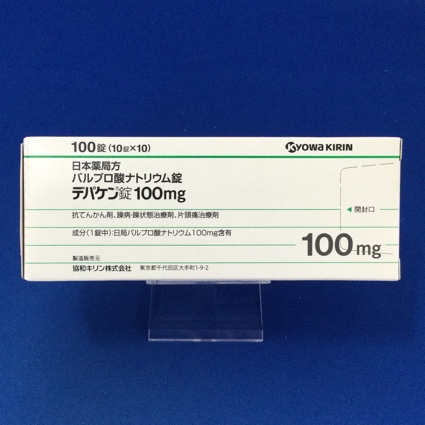 100錠 (10錠×10)
KYOWA KIRIN
日本薬局方
バルプロ酸ナトリウム錠
デパケン錠100mg
抗てんかん剤、躁病・躁状態治療剤、片頭痛治療剤
◀ 開封口
成分(1錠中):日局バルプロ酸ナトリウム100mg含有
100mg
製造販売元
協和キリン株式会社 東京都千代田区大手町1-9-2